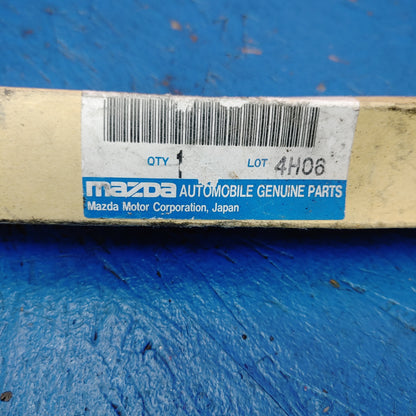 QTY 1 LOT 4H06
mazda AUTOMOBILE GENUINE PARTS
Mazda Motor Corporation, Japan